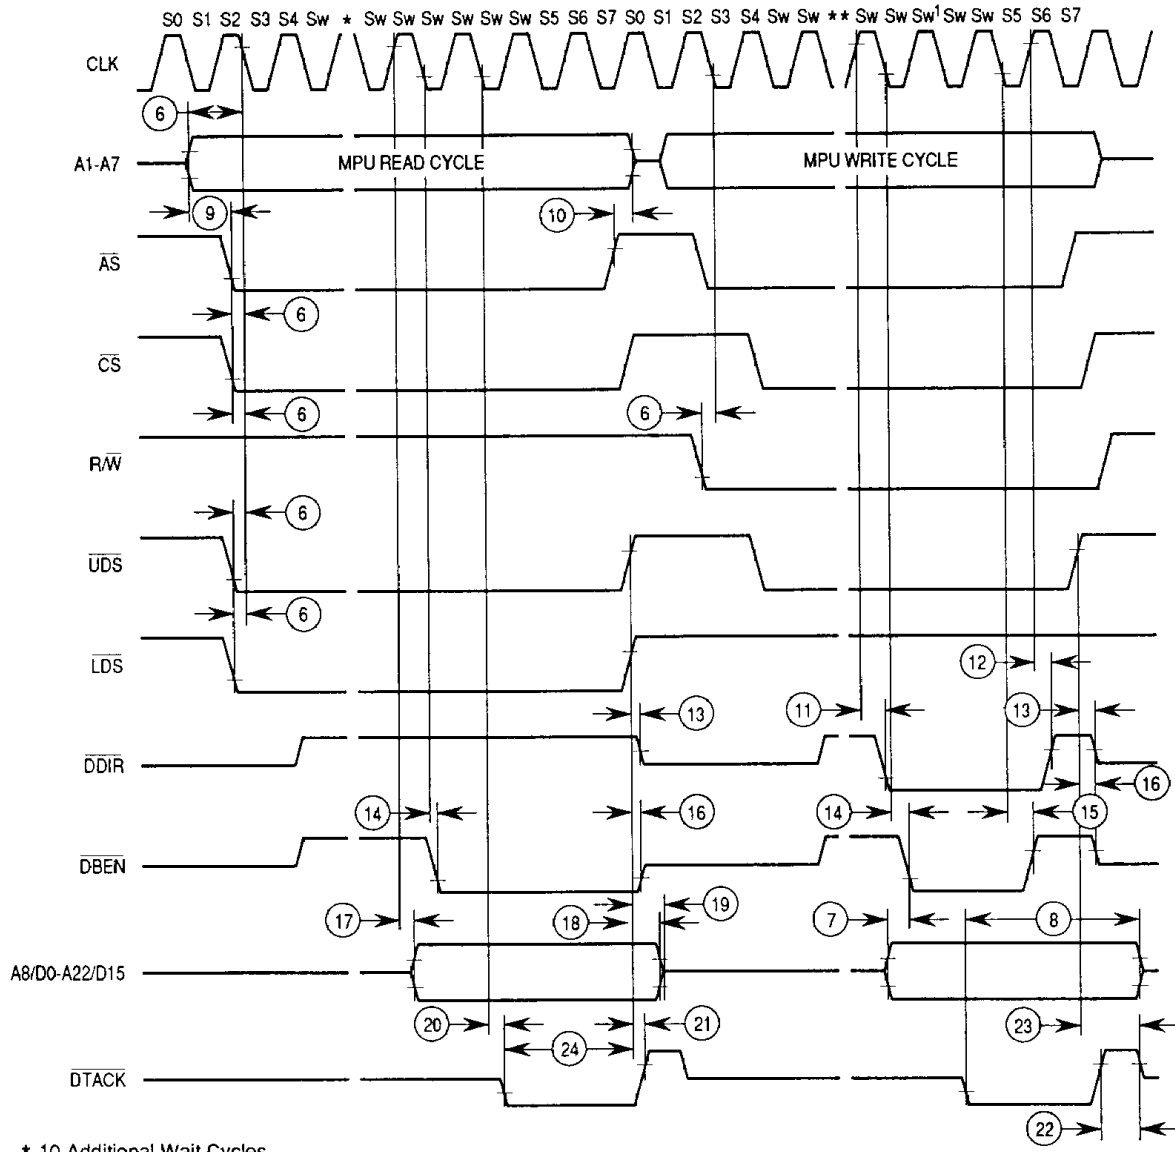 S0 S1 S2 S3 S4 Sw * Sw Sw Sw Sw Sw Sw S5 S6 S7 S0 S1 S2 S3 S4 Sw Sw ** Sw Sw Sw1 Sw Sw S5 S6 S7
CLK
6
A1-A7 MPU READ CYCLE MPU WRITE CYCLE
9 10
AS
6
CS
6 6
R/W
6
UDS
6
LDS
12
13 11 13
DDIR
16
14 16 14 15
DBEN
19
17 18 7 8
A8/D0-A22/D15
20 21 23
24
DTACK
22
* 10 Additional Wait Cycles